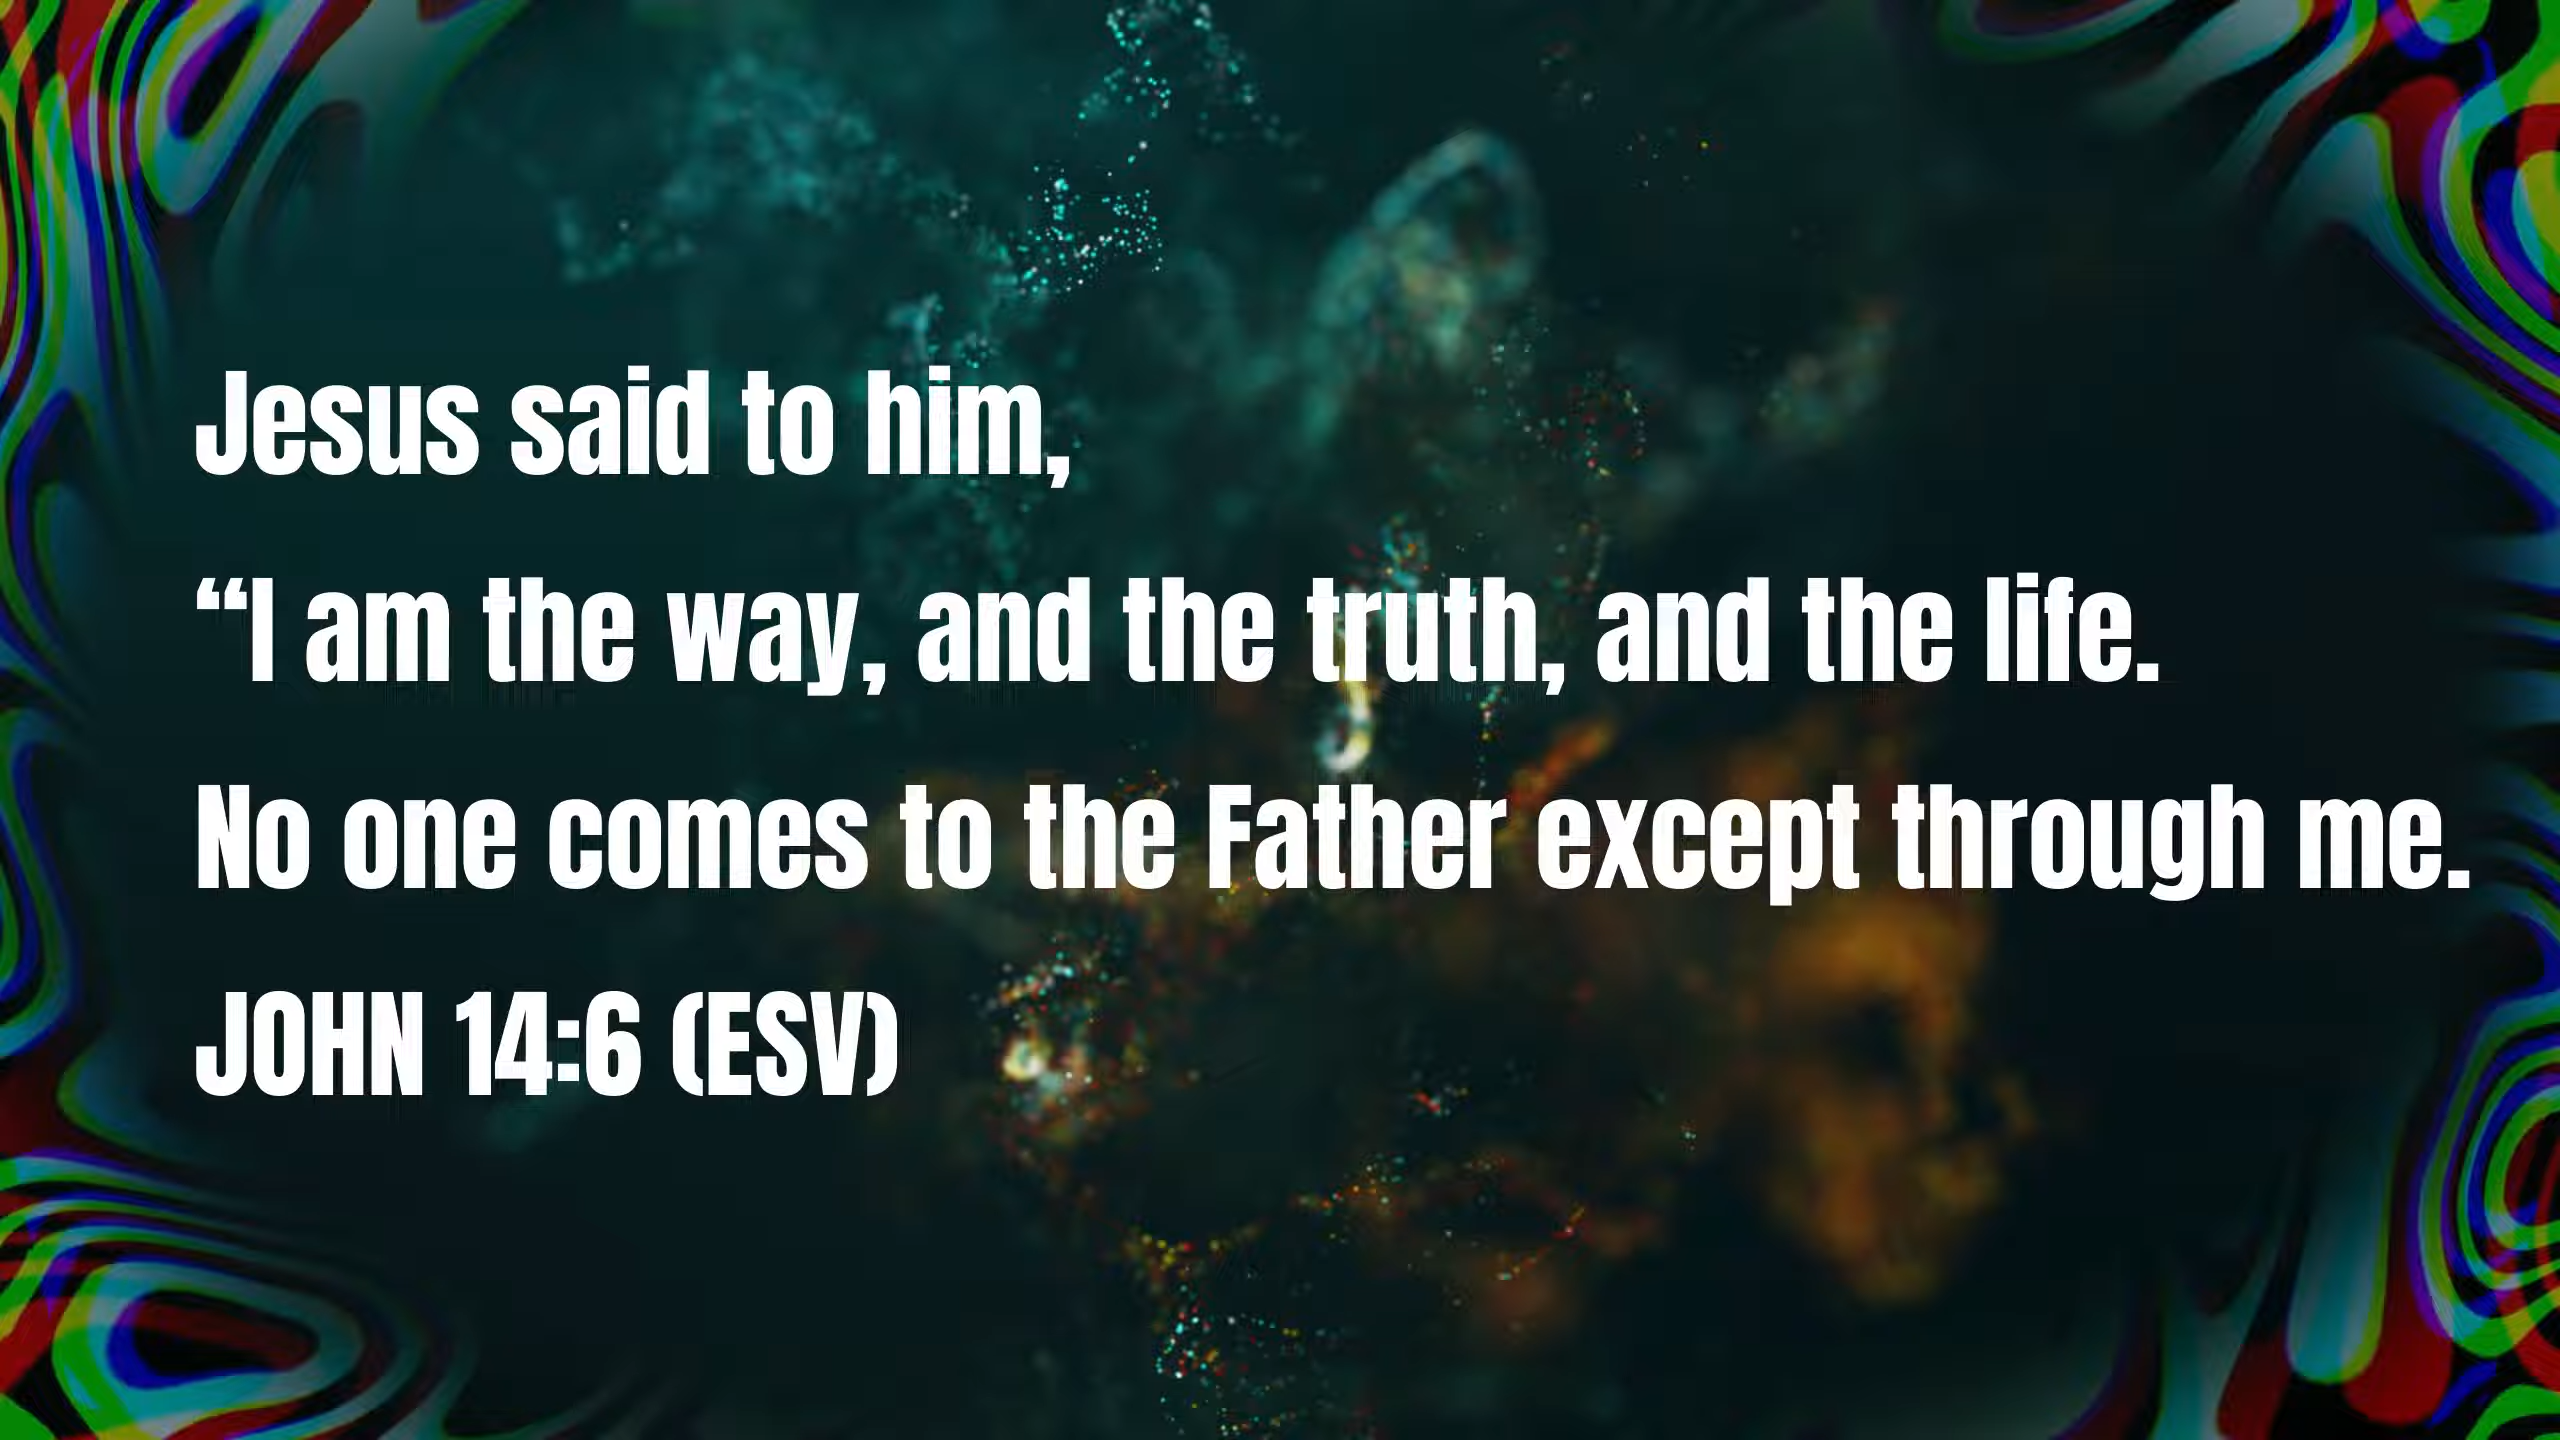 Jesus said to him,
“I am the way, and the truth, and the life.
No one comes to the Father except through me.
JOHN 14:6 (ESV)